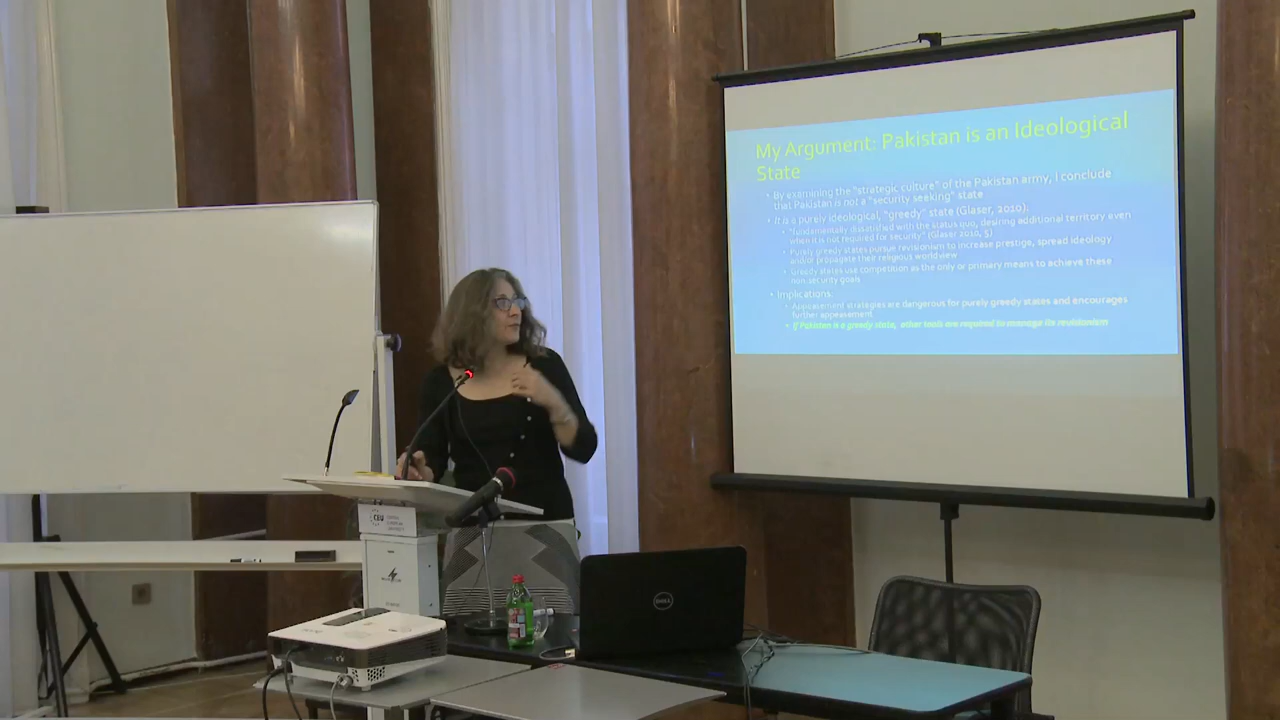 My Argument: Pakistan is an Ideological
State
By examining the "strategic culture" of the Pakistan army, I conclude
that Pakistan is not a "security seeking" state
It is a purely ideological, "greedy" state (Glaser, 2010).
"fundamentally dissatisfied with the status quo, desiring additional territory even
when it is not required for security" (Glaser 2010, 5)
Purely greedy states pursue revisionism to increase prestige, spread ideology
and/or propagate their religious worldview
Greedy states use competition as the only or primary means to achieve these
non-security goals
Implications:
Appeasement strategies are dangerous for purely greedy states and encourages
further appeasement
If Pakistan is a greedy state, other tools are required to manage its revisionism
CEU
CENTRAL
EUROPEAN
UNIVERSITY
DELL